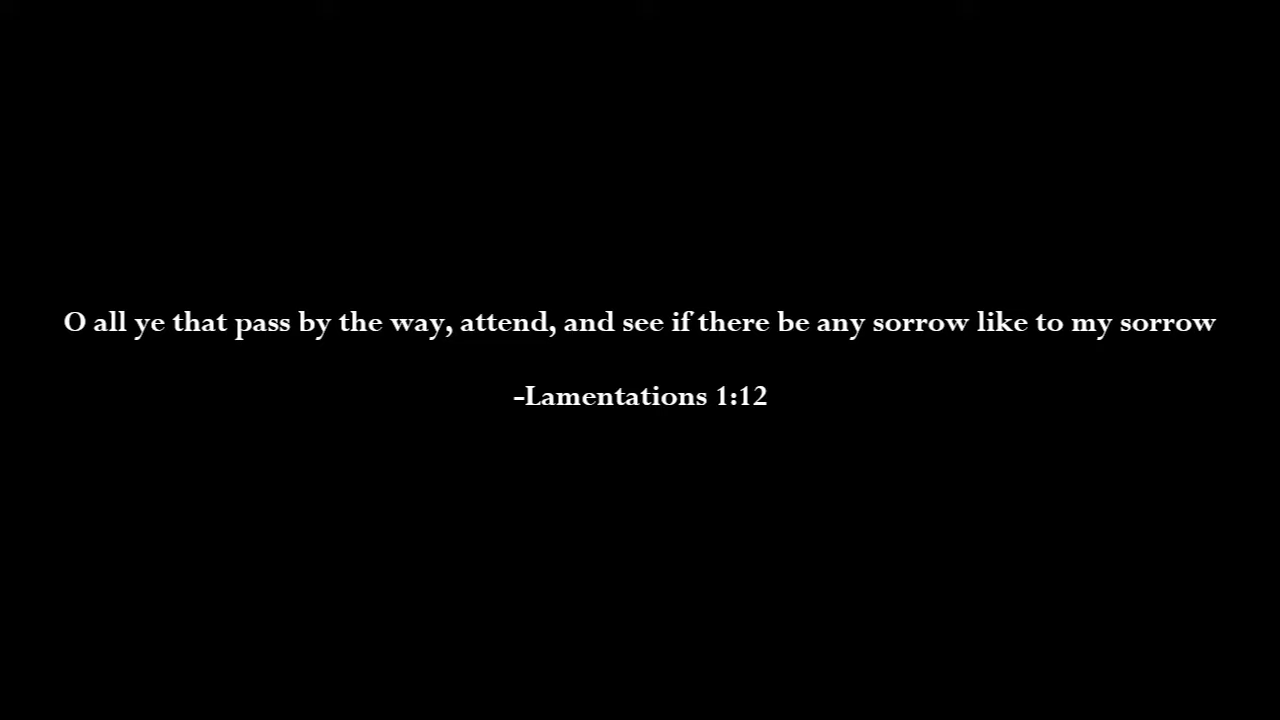 O all ye that pass by the way, attend, and see if there be any sorrow like to my sorrow
-Lamentations 1:12